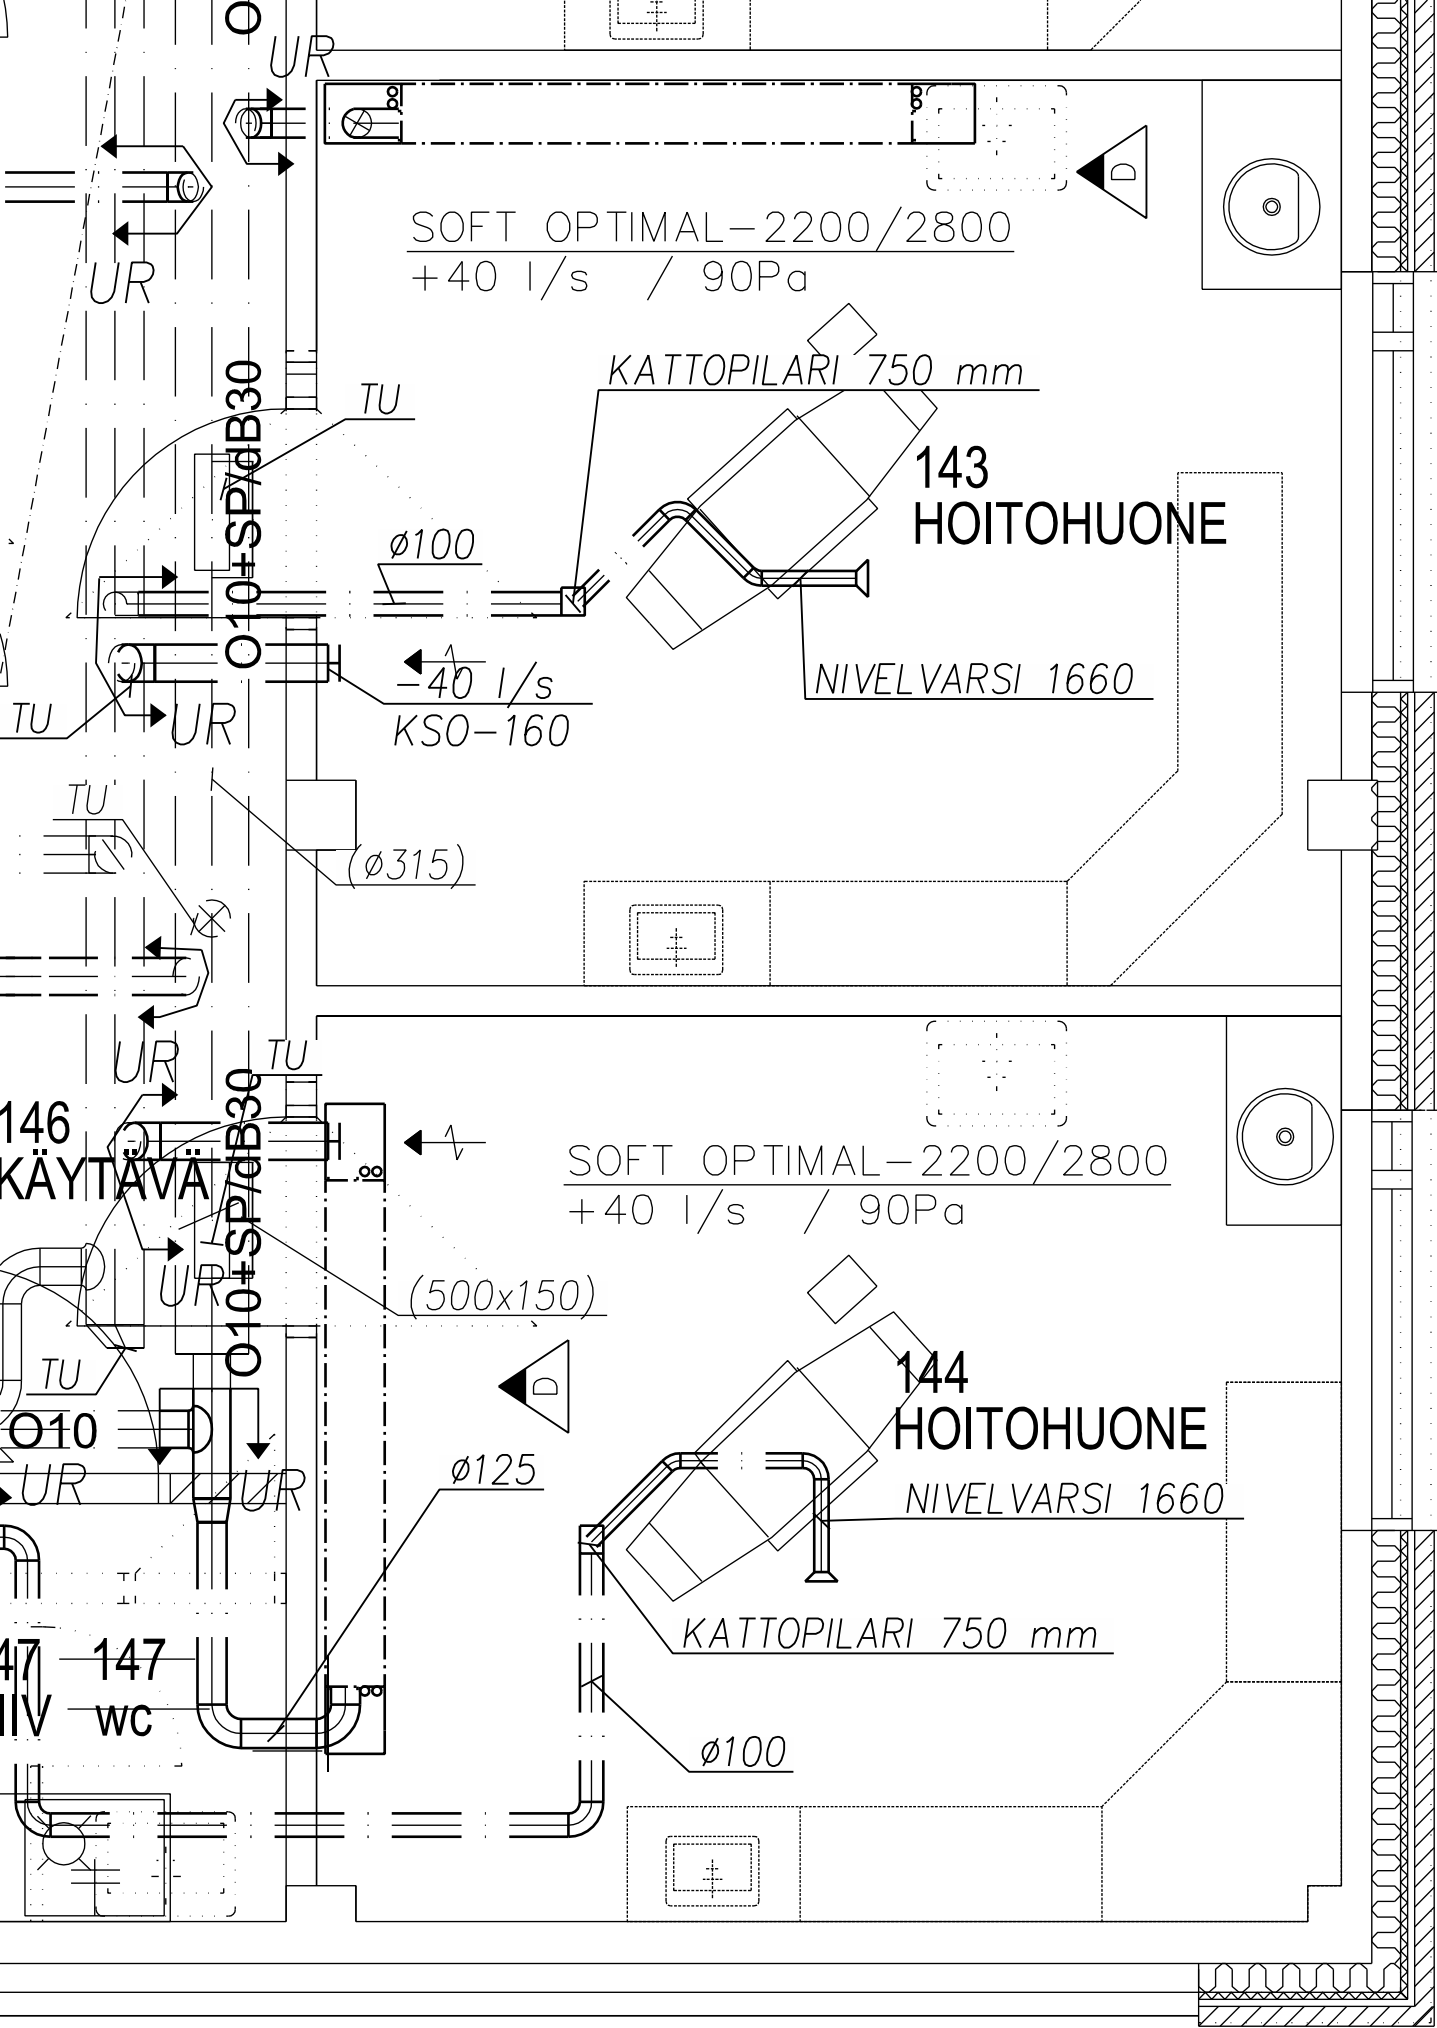 O
UR
D
SOFT OPTIMAL-2200/2800
+40 l/s / 90Pa
UR
KATTOPILARI 750 mm
TU
O10+SP/dB30
143
HOITOHUONE
ø100
NIVELVARSI 1660
-40 l/s
KSO-160
TU
UR
TU
(ø315)
UR
TU
O10+SP/dB30
146
KÄYTÄVÄ
SOFT OPTIMAL-2200/2800
+40 l/s / 90Pa
UR
(500x150)
TU
D
144
HOITOHUONE
O10
UR
UR
ø125
NIVELVARSI 1660
KATTOPILARI 750 mm
47
147
wc
ø100